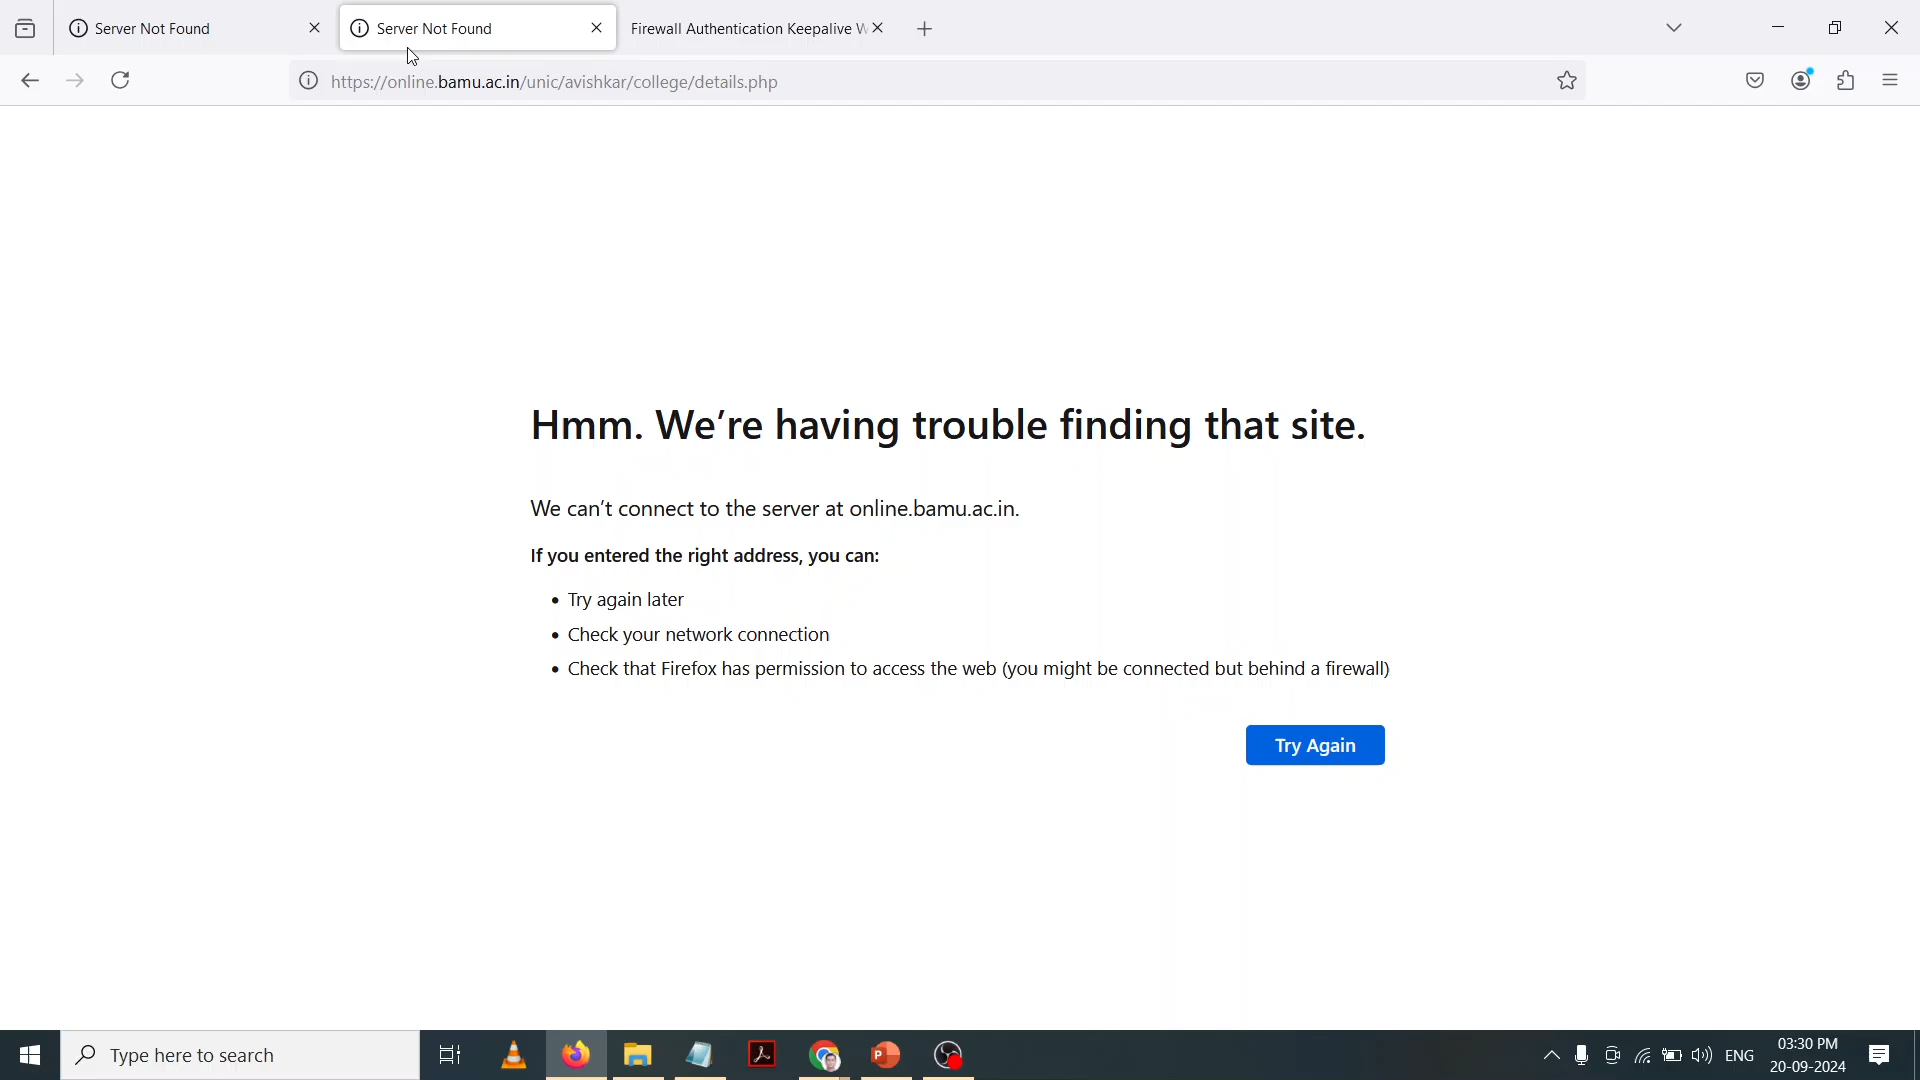 Server Not Found
Server Not Found
Firewall Authentication Keepalive W
https://online.bamu.ac.in/unic/avishkar/college/details.php
Hmm. We’re having trouble finding that site.
We can’t connect to the server at online.bamu.ac.in.
If you entered the right address, you can:
• Try again later
• Check your network connection
• Check that Firefox has permission to access the web (you might be connected but behind a firewall)
Try Again
Type here to search
ENG
03:30 PM
20-09-2024